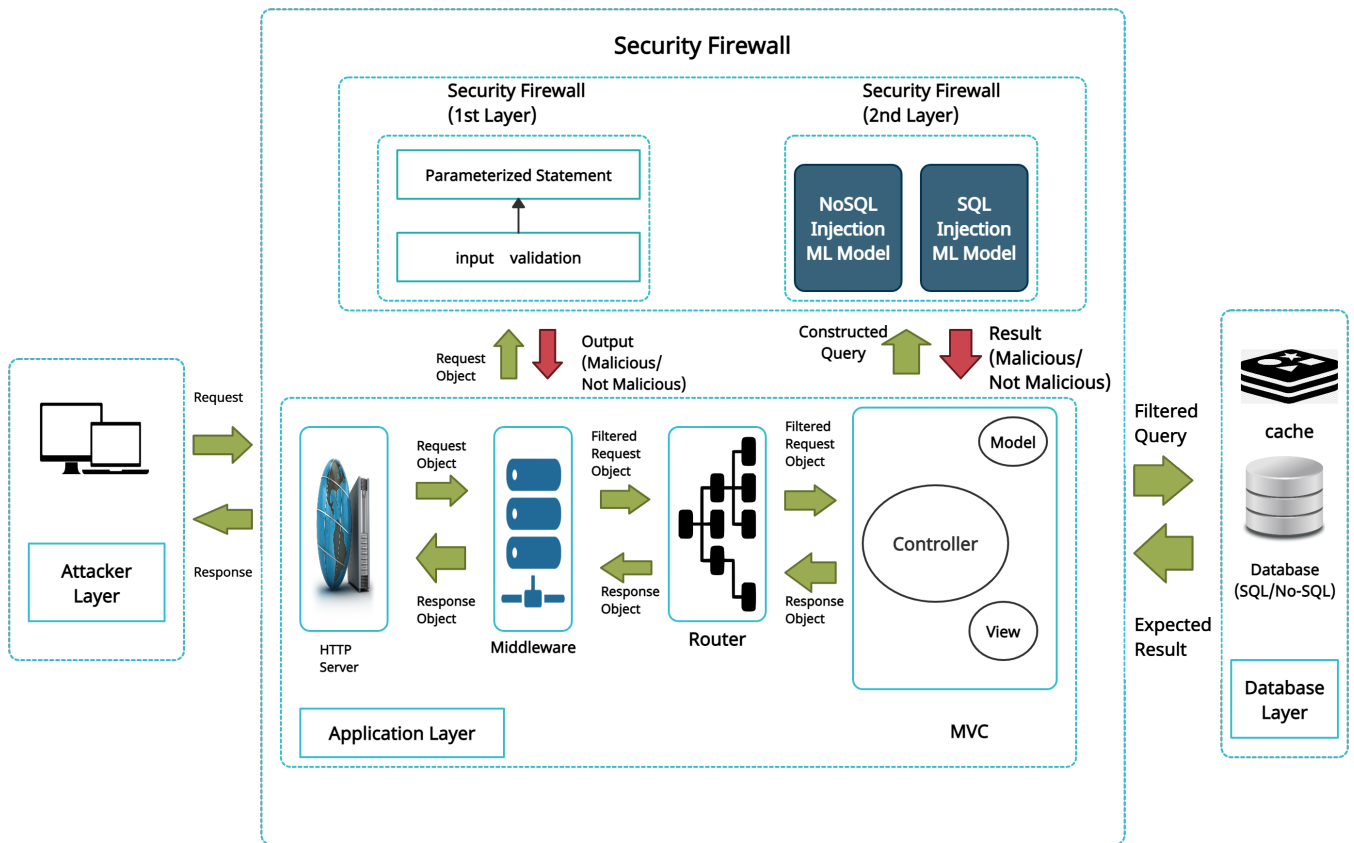 Security Firewall
Security Firewall
(1st Layer)
Parameterized Statement
input validation
Security Firewall
(2nd Layer)
NoSQL
Injection
ML Model
SQL
Injection
ML Model
Request
Object
Output
(Malicious/
Not Malicious)
Constructed
Query
Result
(Malicious/
Not Malicious)
Request
Response
Attacker
Layer
HTTP
Server
Request
Object
Response
Object
Middleware
Filtered
Request
Object
Response
Object
Router
Filtered
Request
Object
Response
Object
Model
Controller
View
MVC
Application Layer
Filtered
Query
Expected
Result
cache
Database
(SQL/No-SQL)
Database
Layer